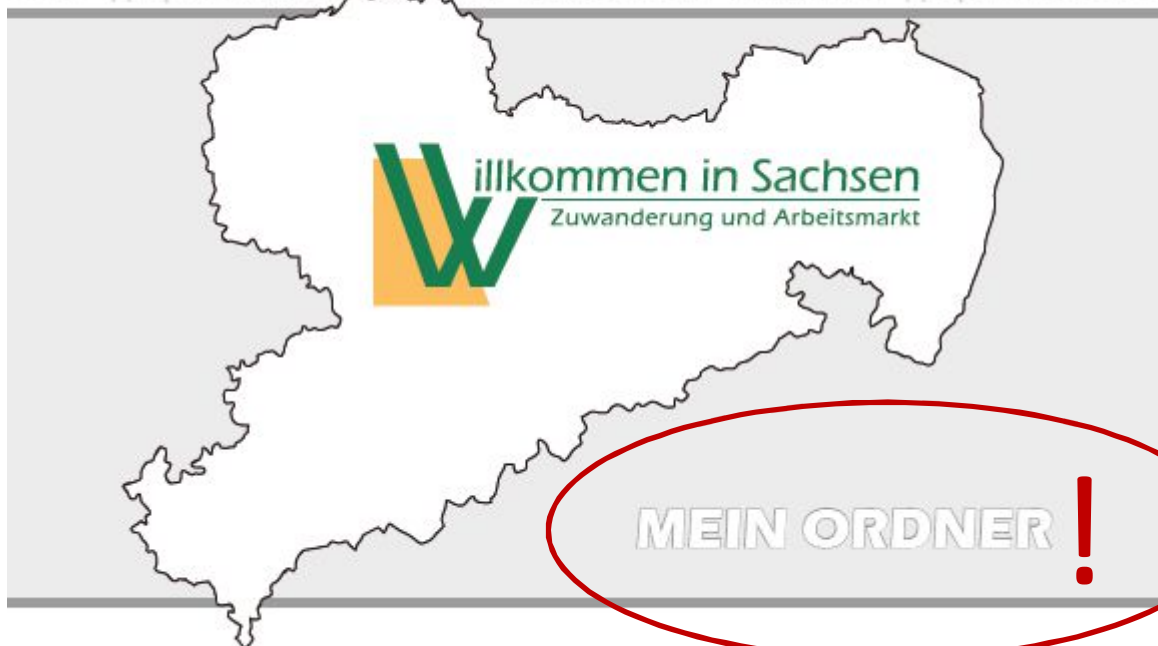 Willkommen in Sachsen
Zuwanderung und Arbeitsmarkt
MEIN ORDNER !